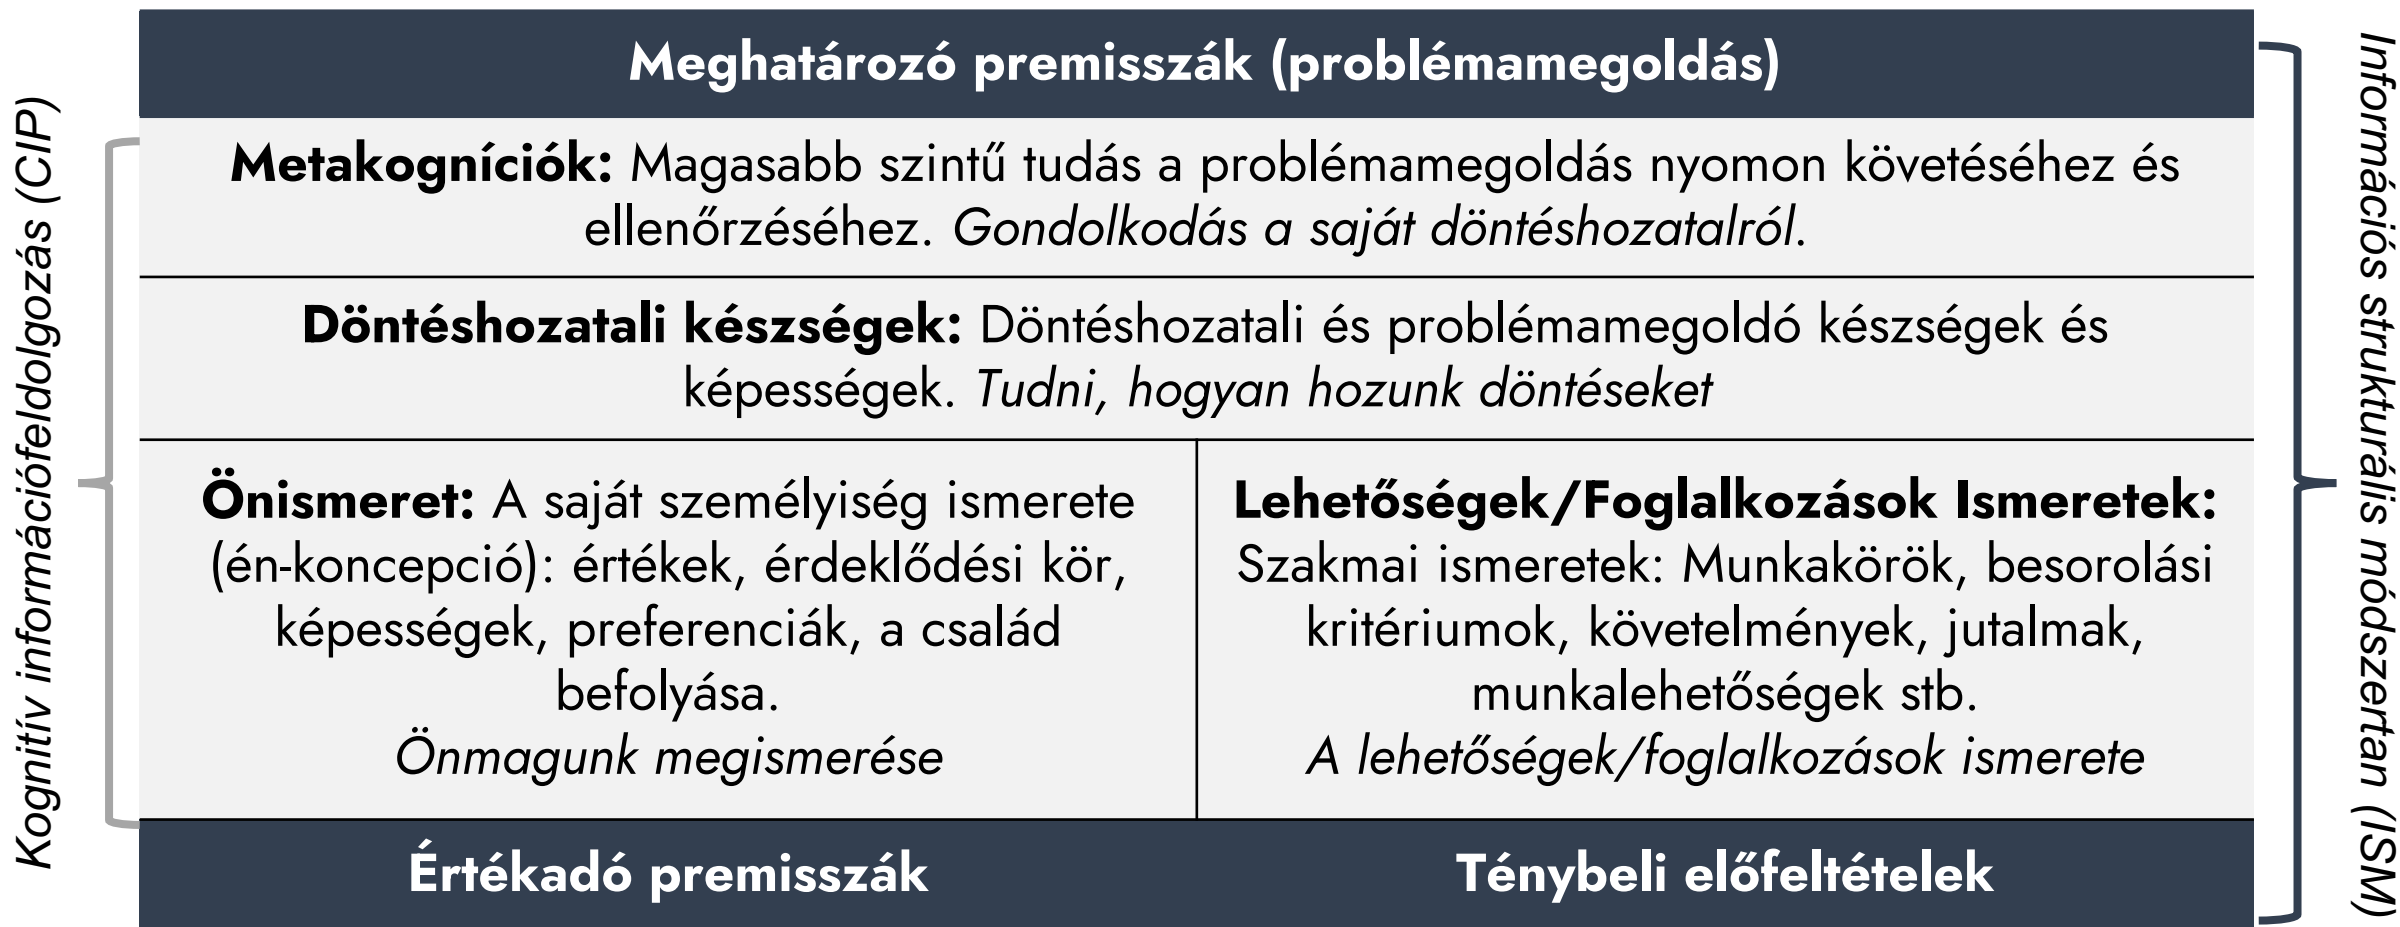 Meghatározó premisszák (problémamegoldás)
Kognitív információfeldolgozás (CIP)
Metakogníciók: Magasabb szintű tudás a problémamegoldás nyomon követéséhez és
ellenőrzéséhez. Gondolkodás a saját döntéshozatalról.
Döntéshozatali készségek: Döntéshozatali és problémamegoldó készségek és
képességek. Tudni, hogyan hozunk döntéseket
Önismeret: A saját személyiség ismerete
(én-koncepció): értékek, érdeklődési kör,
képességek, preferenciák, a család
befolyása.
Önmagunk megismerése
Lehetőségek/Foglalkozások Ismeretek:
Szakmai ismeretek: Munkakörök, besorolási
kritériumok, követelmények, jutalmak,
munkalehetőségek stb.
A lehetőségek/foglalkozások ismerete
Értékadó premisszák
Ténybeli előfeltételek
Információs strukturális módszertan (ISM)